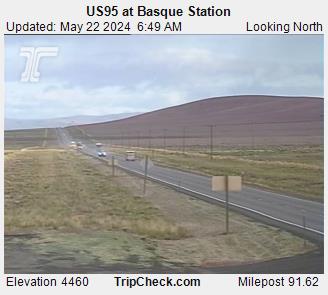 US95 at Basque Station
Updated: May 22 2024 6:49 AM Looking North
Elevation 4460 TripCheck.com Milepost 91.62